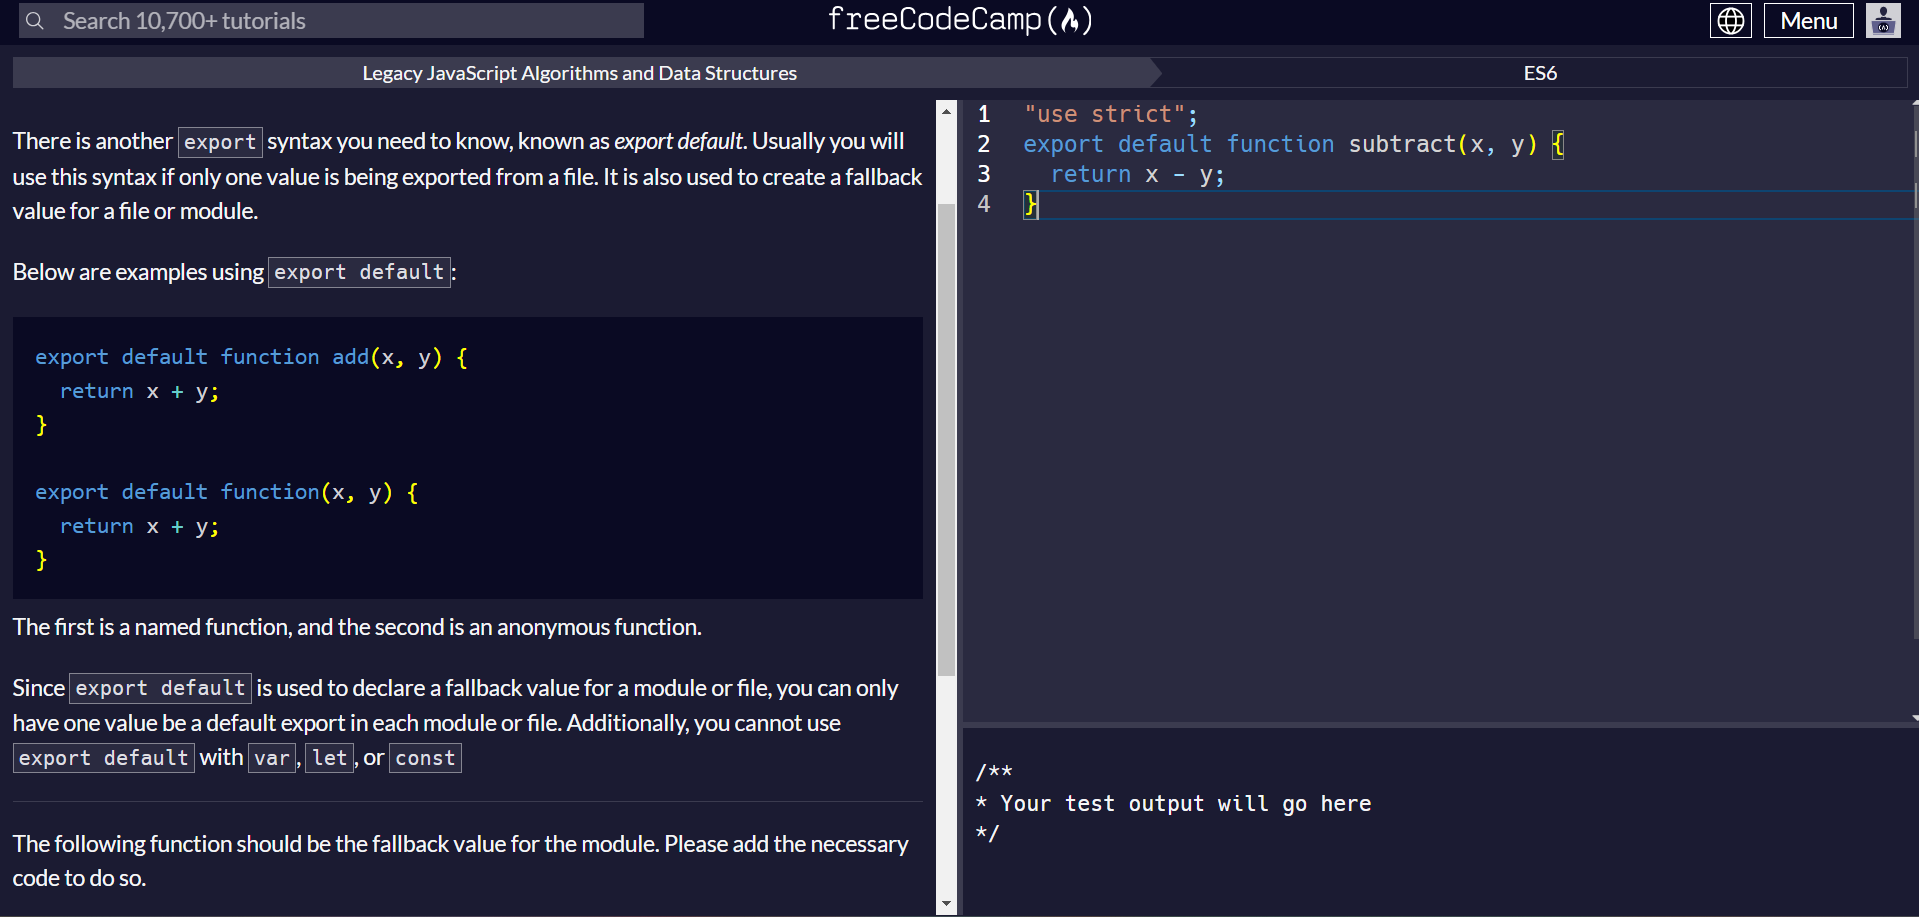 Search 10,700+ tutorials
freeCodeCamp
Menu
Legacy JavaScript Algorithms and Data Structures
ES6
There is another export syntax you need to know, known as export default. Usually you will
use this syntax if only one value is being exported from a file. It is also used to create a fallback
value for a file or module.
Below are examples using export default:
export default function add(x, y) {
  return x + y;
}
export default function(x, y) {
  return x + y;
}
The first is a named function, and the second is an anonymous function.
Since export default is used to declare a fallback value for a module or file, you can only
have one value be a default export in each module or file. Additionally, you cannot use
export default with var, let, or const
The following function should be the fallback value for the module. Please add the necessary
code to do so.
1 "use strict";
2 export default function subtract(x, y) {
3   return x - y;
4 }
/**
* Your test output will go here
*/